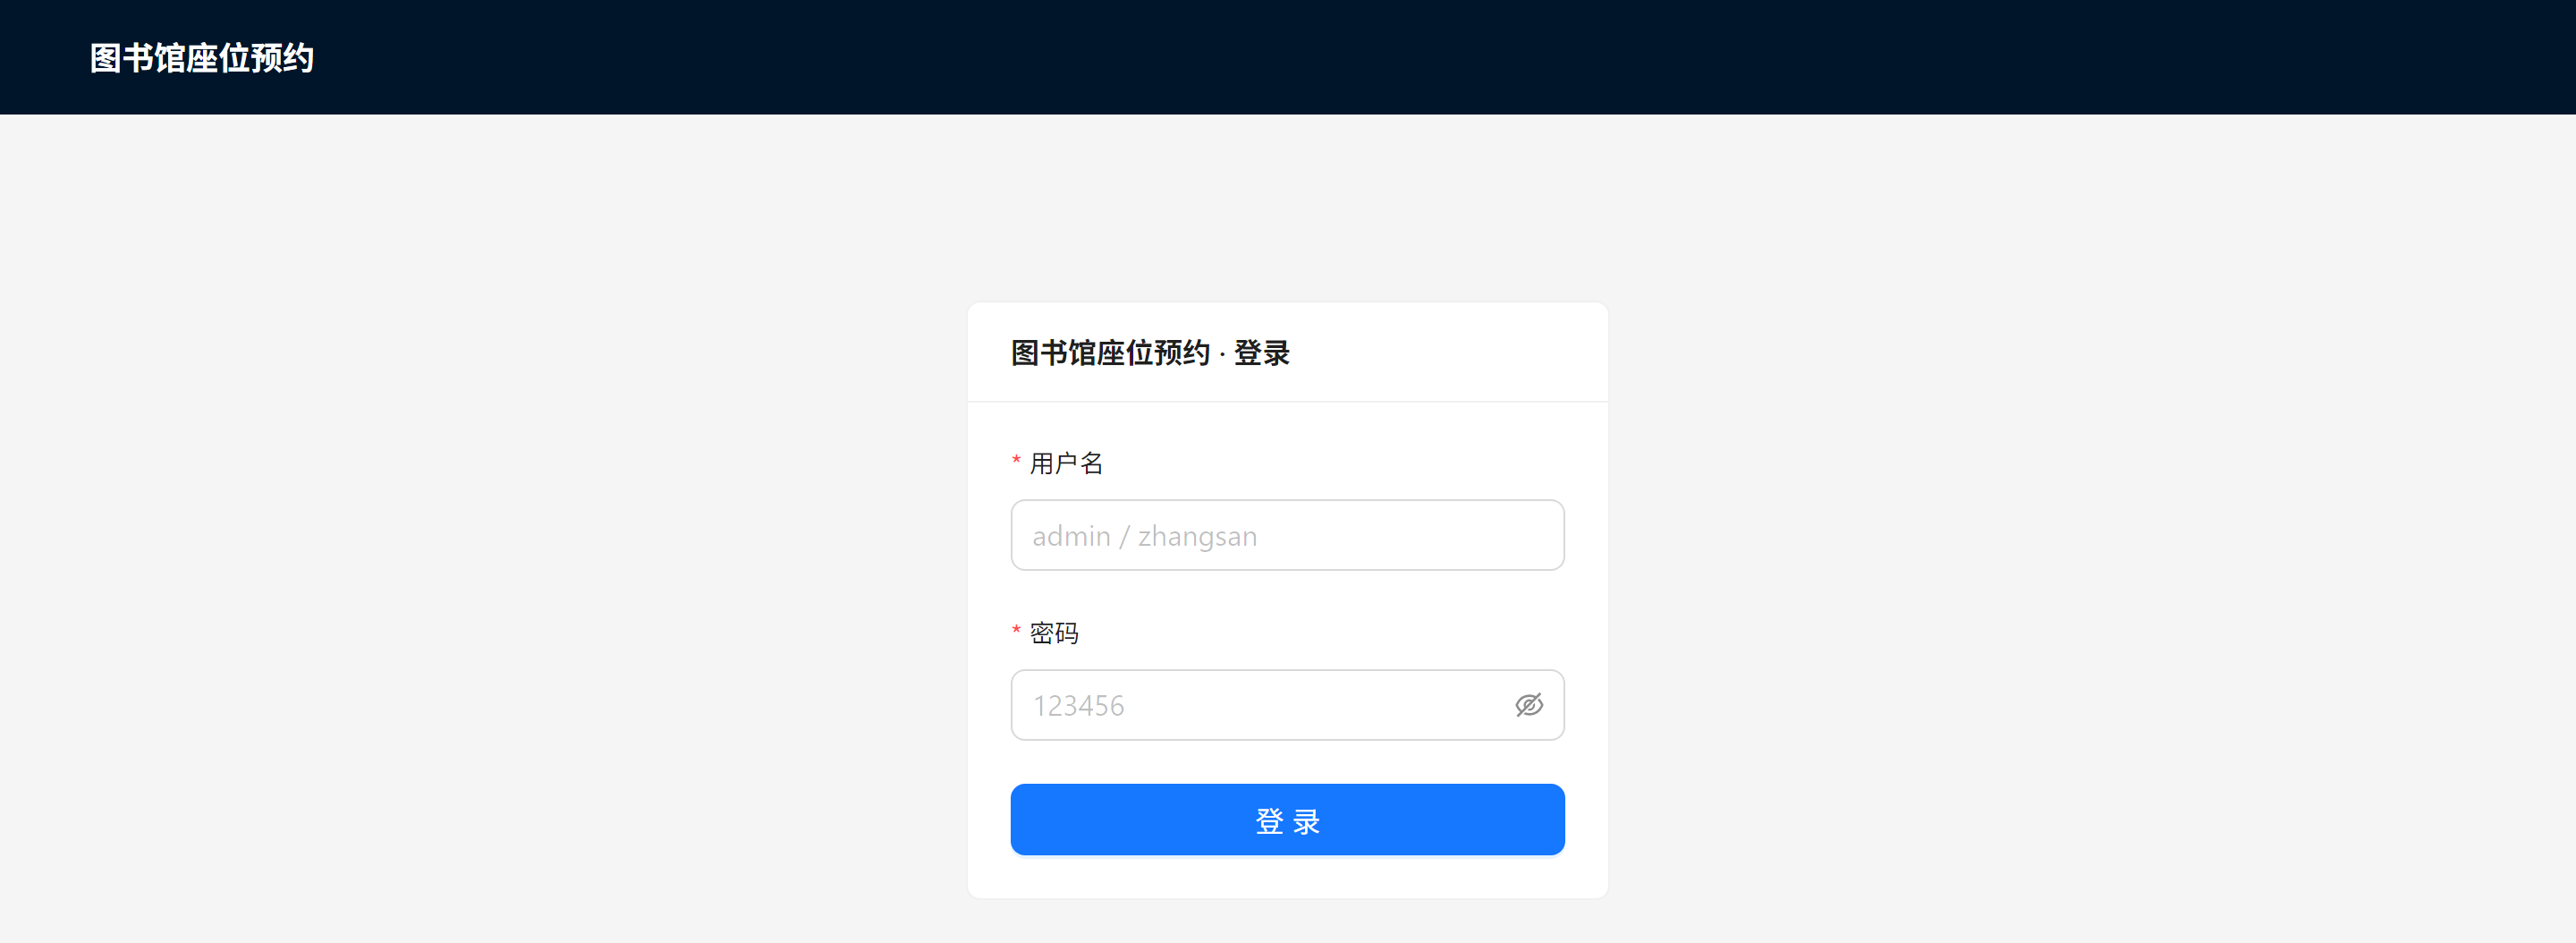 图书馆座位预约
图书馆座位预约 · 登录
* 用户名
admin / zhangsan
* 密码
123456
登 录